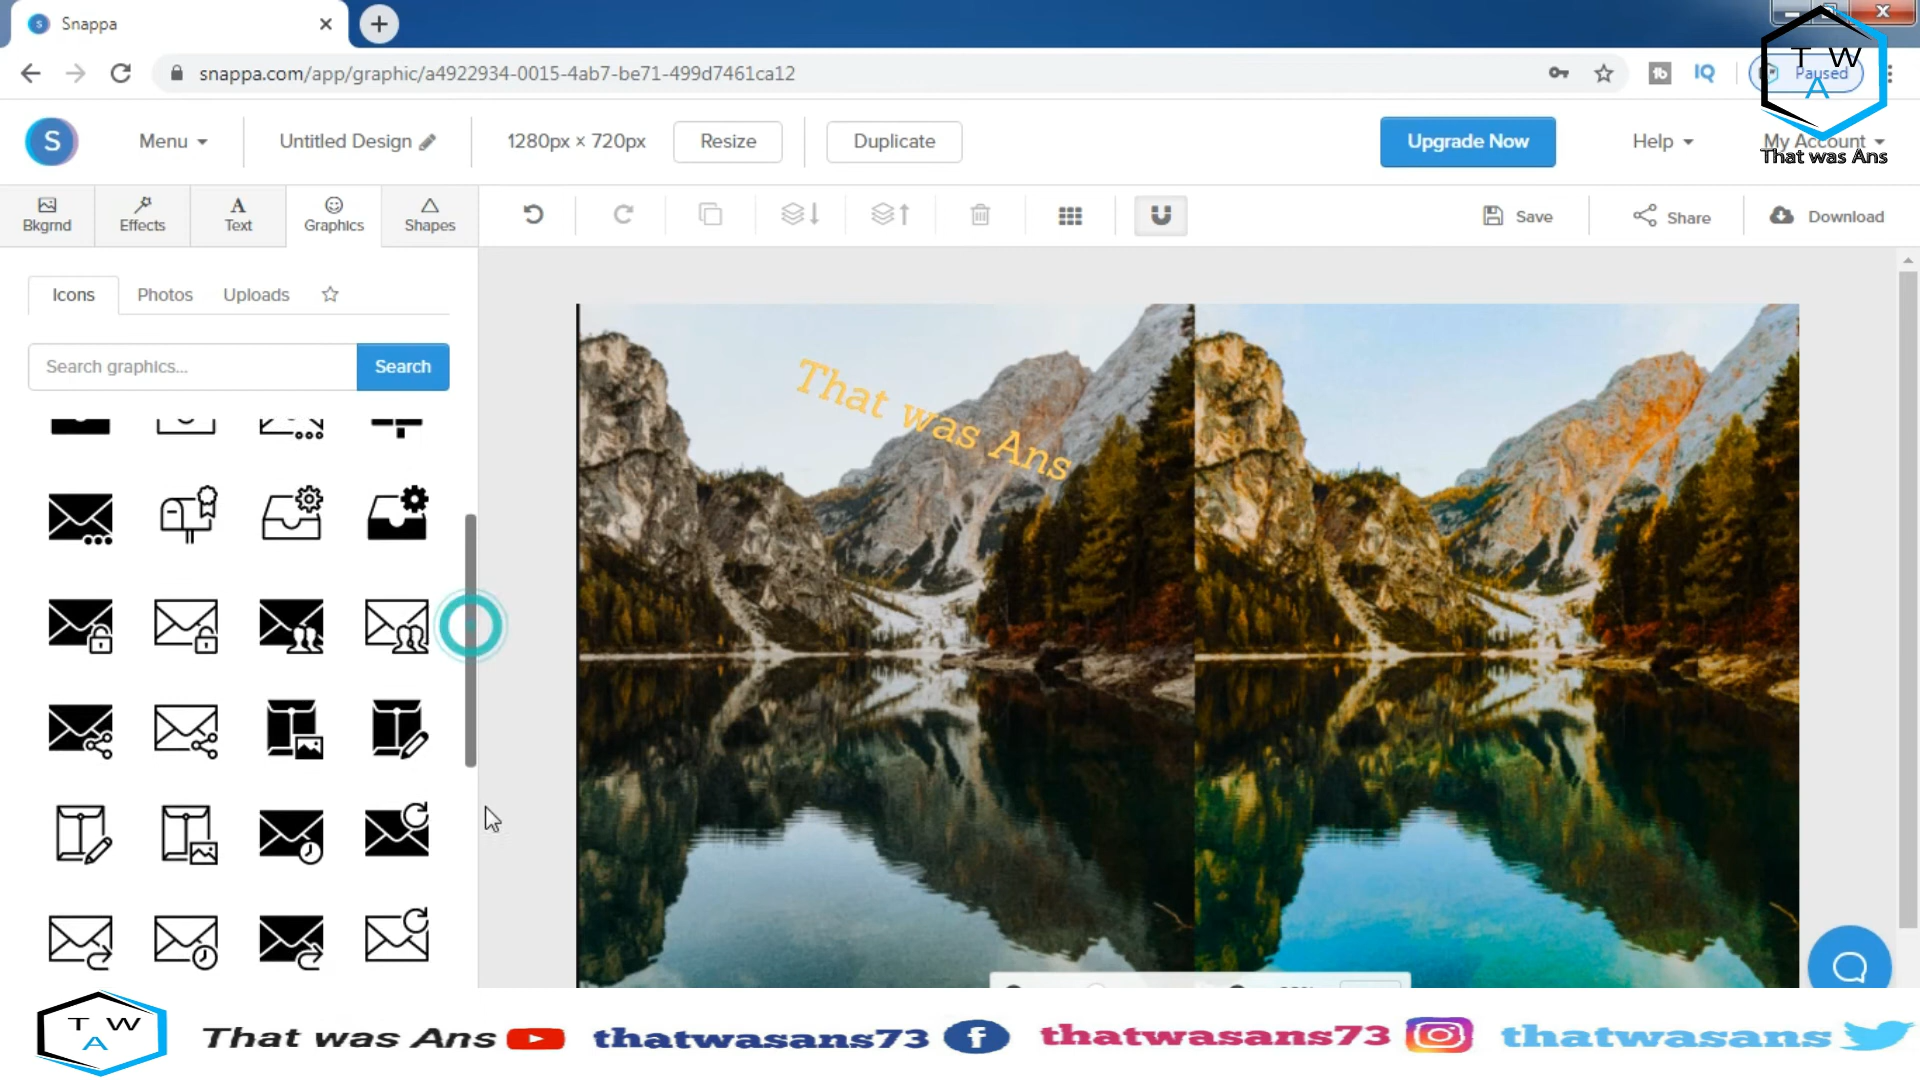 Snappa
snappa.com/app/graphic/a4922934-0015-4ab7-be71-499d7461ca12
IQ
Paused
T W
A
That was Ans
S
Menu
Untitled Design
1280px × 720px
Resize
Duplicate
Upgrade Now
Help
My Account
Bkgrnd
Effects
Text
Graphics
Shapes
Save
Share
Download
Icons
Photos
Uploads
Search graphics...
Search
That was Ans
T W
A
That was Ans
thatwasans73
thatwasans73
thatwasans